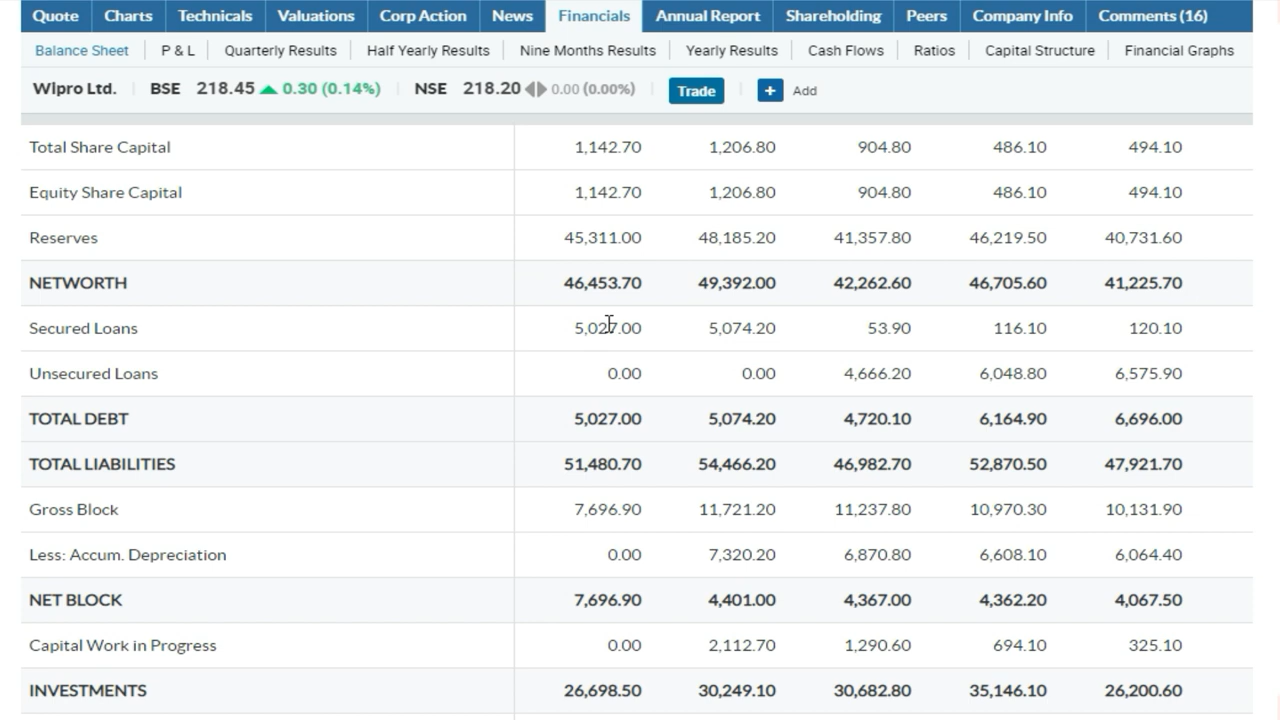 Quote Charts Technicals Valuations Corp Action News Financials Annual Report Shareholding Peers Company Info Comments (16)
Balance Sheet P & L Quarterly Results Half Yearly Results Nine Months Results Yearly Results Cash Flows Ratios Capital Structure Financial Graphs
Wipro Ltd. BSE 218.45 0.30 (0.14%) NSE 218.20 0.00 (0.00%) Trade + Add
Total Share Capital 1,142.70 1,206.80 904.80 486.10 494.10
Equity Share Capital 1,142.70 1,206.80 904.80 486.10 494.10
Reserves 45,311.00 48,185.20 41,357.80 46,219.50 40,731.60
NETWORTH 46,453.70 49,392.00 42,262.60 46,705.60 41,225.70
Secured Loans 5,027.00 5,074.20 53.90 116.10 120.10
Unsecured Loans 0.00 0.00 4,666.20 6,048.80 6,575.90
TOTAL DEBT 5,027.00 5,074.20 4,720.10 6,164.90 6,696.00
TOTAL LIABILITIES 51,480.70 54,466.20 46,982.70 52,870.50 47,921.70
Gross Block 7,696.90 11,721.20 11,237.80 10,970.30 10,131.90
Less: Accum. Depreciation 0.00 7,320.20 6,870.80 6,608.10 6,064.40
NET BLOCK 7,696.90 4,401.00 4,367.00 4,362.20 4,067.50
Capital Work in Progress 0.00 2,112.70 1,290.60 694.10 325.10
INVESTMENTS 26,698.50 30,249.10 30,682.80 35,146.10 26,200.60